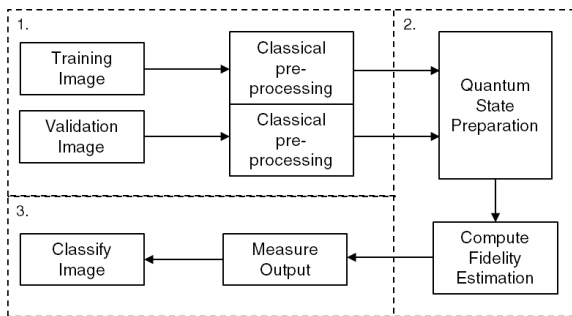 1.
Training
Image
Classical
pre-
processing
Validation
Image
Classical
pre-
processing
2.
Quantum
State
Preparation
Compute
Fidelity
Estimation
3.
Measure
Output
Classify
Image